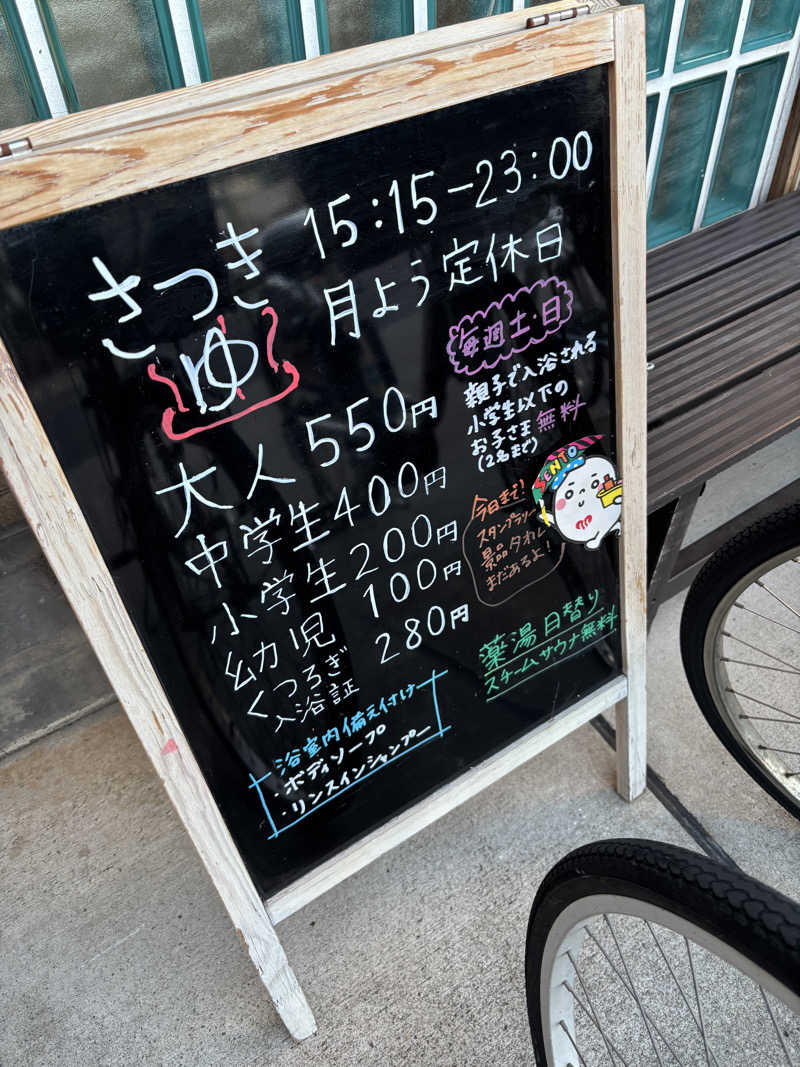 さつき
ゆ
15:15-23:00
月よう定休日
大人 550円
中学生 400円
小学生 200円
幼児 100円
くつろぎ
入浴証
280円
毎週土・日
親子で入浴される
小学生以下の
お子さま無料
(2名まで)
SENTO
今日まで!
スタンプラリー
景品タオル
まだあるよ!
薬湯日替り
スチームサウナ無料
浴室内備え付け
・ボディソープ
・リンスインシャンプー